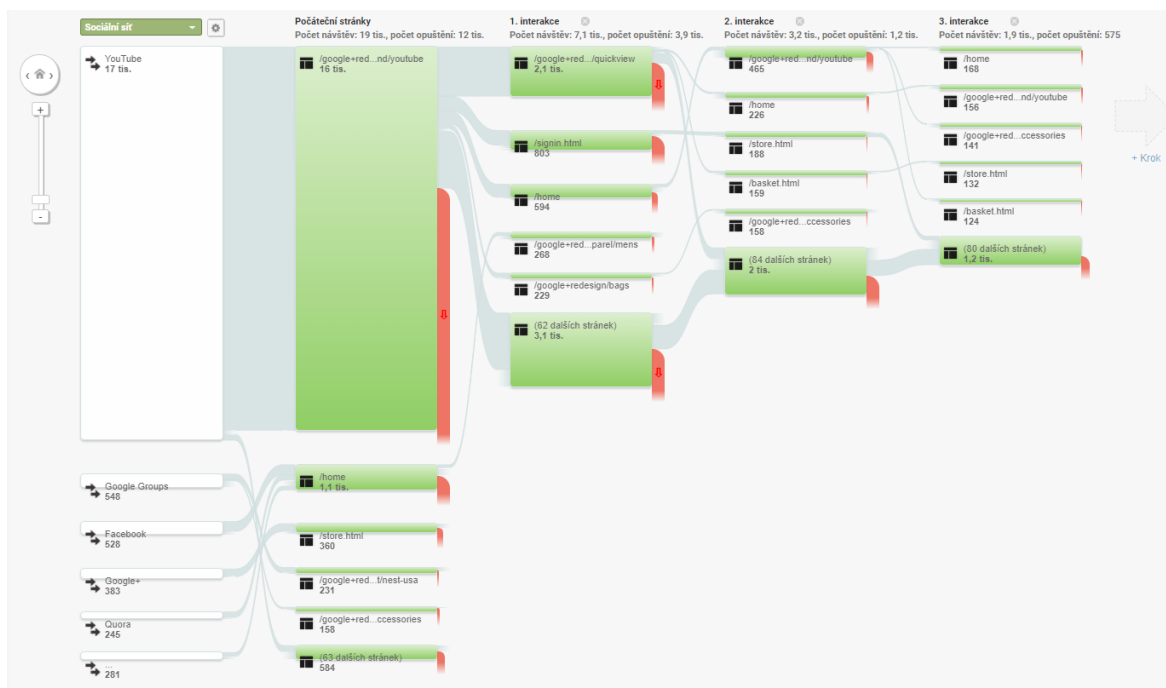 Sociální síť
Počáteční stránky
Počet návštěv: 19 tis., počet opuštění: 12 tis.
1. interakce
Počet návštěv: 7,1 tis., počet opuštění: 3,9 tis.
2. interakce
Počet návštěv: 3,2 tis., počet opuštění: 1,2 tis.
3. interakce
Počet návštěv: 1,9 tis., počet opuštění: 575
YouTube
17 tis.
Google Groups
548
Facebook
528
Google+
383
Quora
245
...
281
/google+red...nd/youtube
16 tis.
/home
1,1 tis.
/store.html
360
/google+red...t/nest-usa
231
/google+red...ccessories
158
(63 dalších stránek)
584
/google+red.../quickview
2,1 tis.
/signin.html
803
/home
594
/google+red...parel/mens
268
/google+redesign/bags
229
(62 dalších stránek)
3,1 tis.
/google+red...nd/youtube
465
/home
226
/store.html
188
/basket.html
159
/google+red...ccessories
158
(84 dalších stránek)
2 tis.
/home
168
/google+red...nd/youtube
156
/google+red...ccessories
141
/store.html
132
/basket.html
124
(80 dalších stránek)
1,2 tis.
+ Krok
+
-